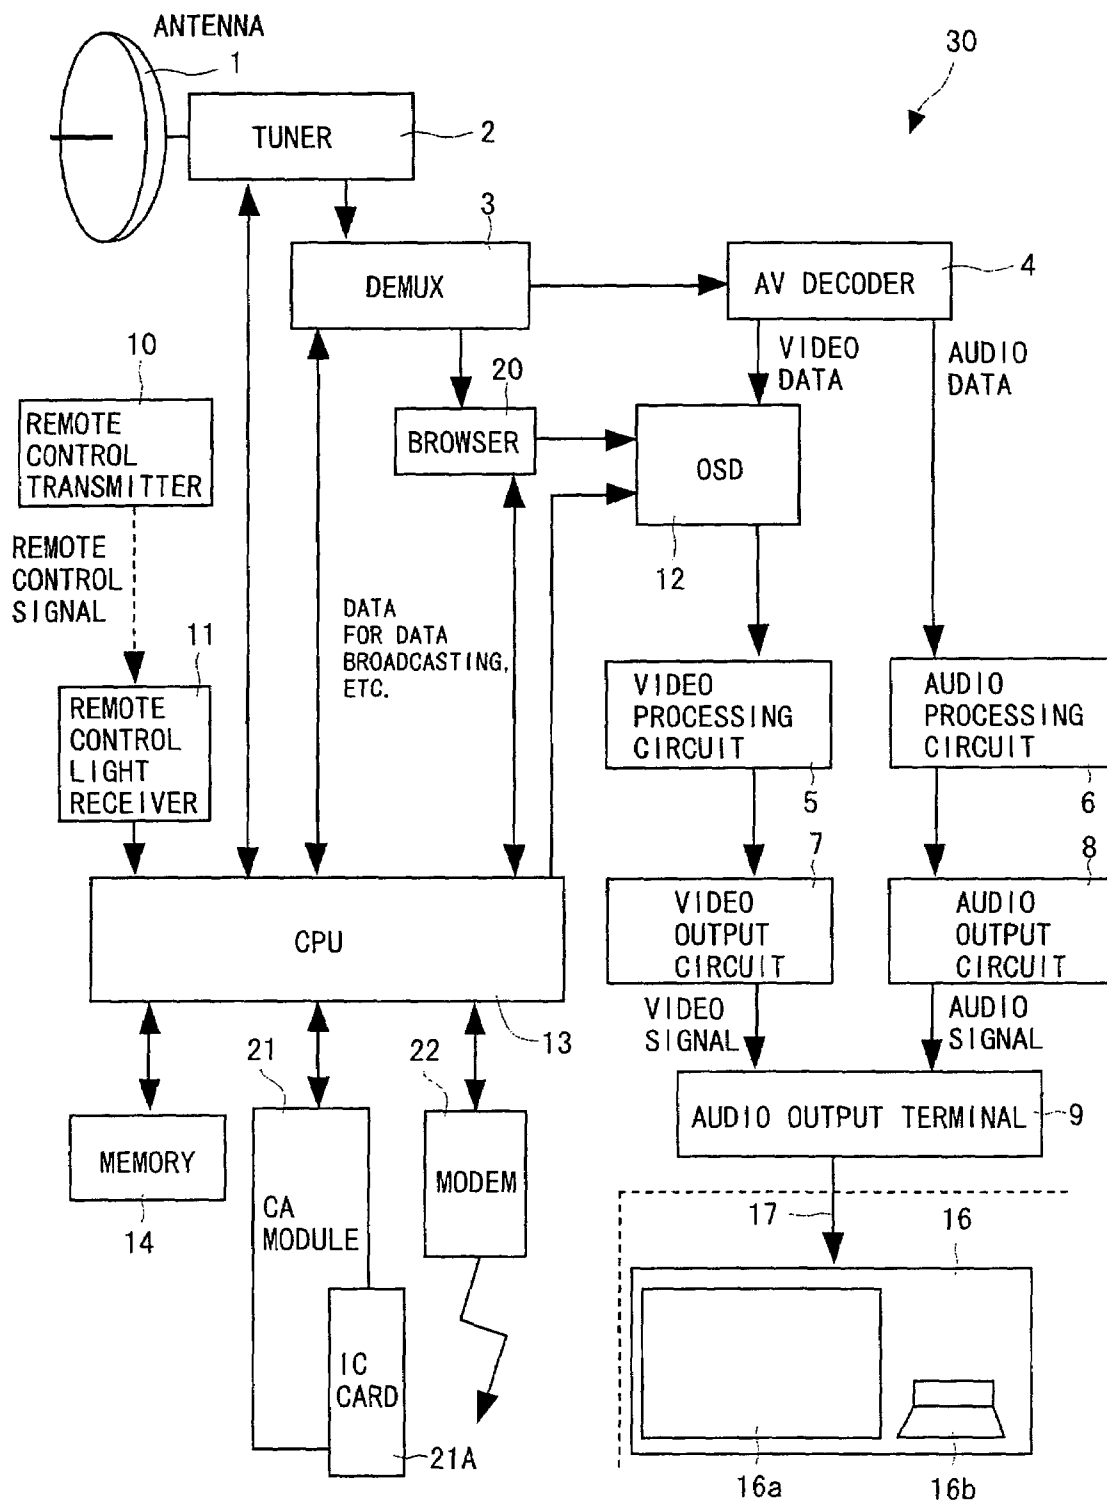 ANTENNA
1
30
TUNER
2
3
DEMUX
AV DECODER
4
VIDEO
DATA
AUDIO
DATA
10
20
REMOTE
CONTROL
TRANSMITTER
BROWSER
OSD
12
REMOTE
CONTROL
SIGNAL
DATA
FOR DATA
BROADCASTING,
ETC.
11
REMOTE
CONTROL
LIGHT
RECEIVER
VIDEO
PROCESSING
CIRCUIT
5
AUDIO
PROCESSING
CIRCUIT
6
7
8
CPU
13
VIDEO
OUTPUT
CIRCUIT
AUDIO
OUTPUT
CIRCUIT
VIDEO
SIGNAL
AUDIO
SIGNAL
21
22
MEMORY
14
CA
MODULE
MODEM
AUDIO OUTPUT TERMINAL
9
17
16
IC
CARD
21A
16a
16b